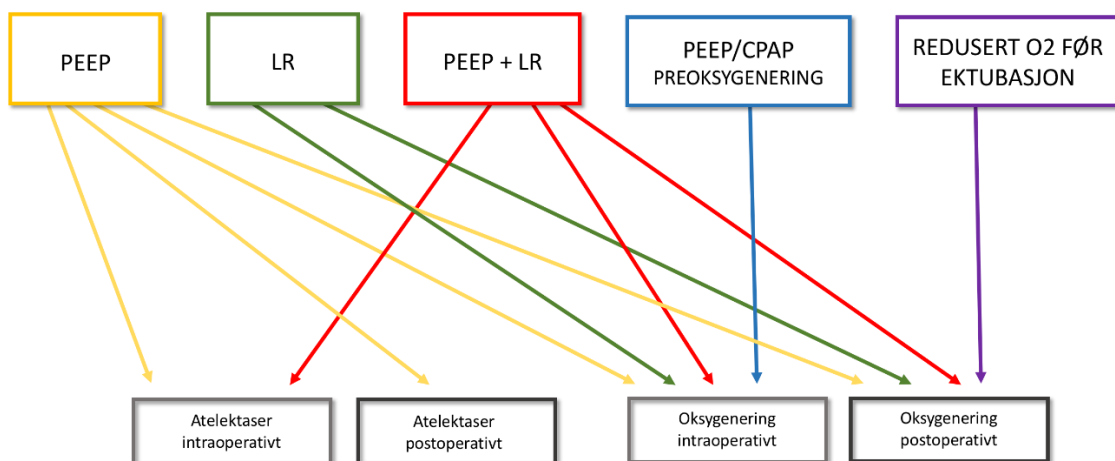 PEEP
LR
PEEP + LR
PEEP/CPAP
PREOKSYGENERING
REDUSERT O2 FØR
EKTUBASJON
Atelektaser
intraoperativt
Atelektaser
postoperativt
Oksygenering
intraoperativt
Oksygenering
postoperativt